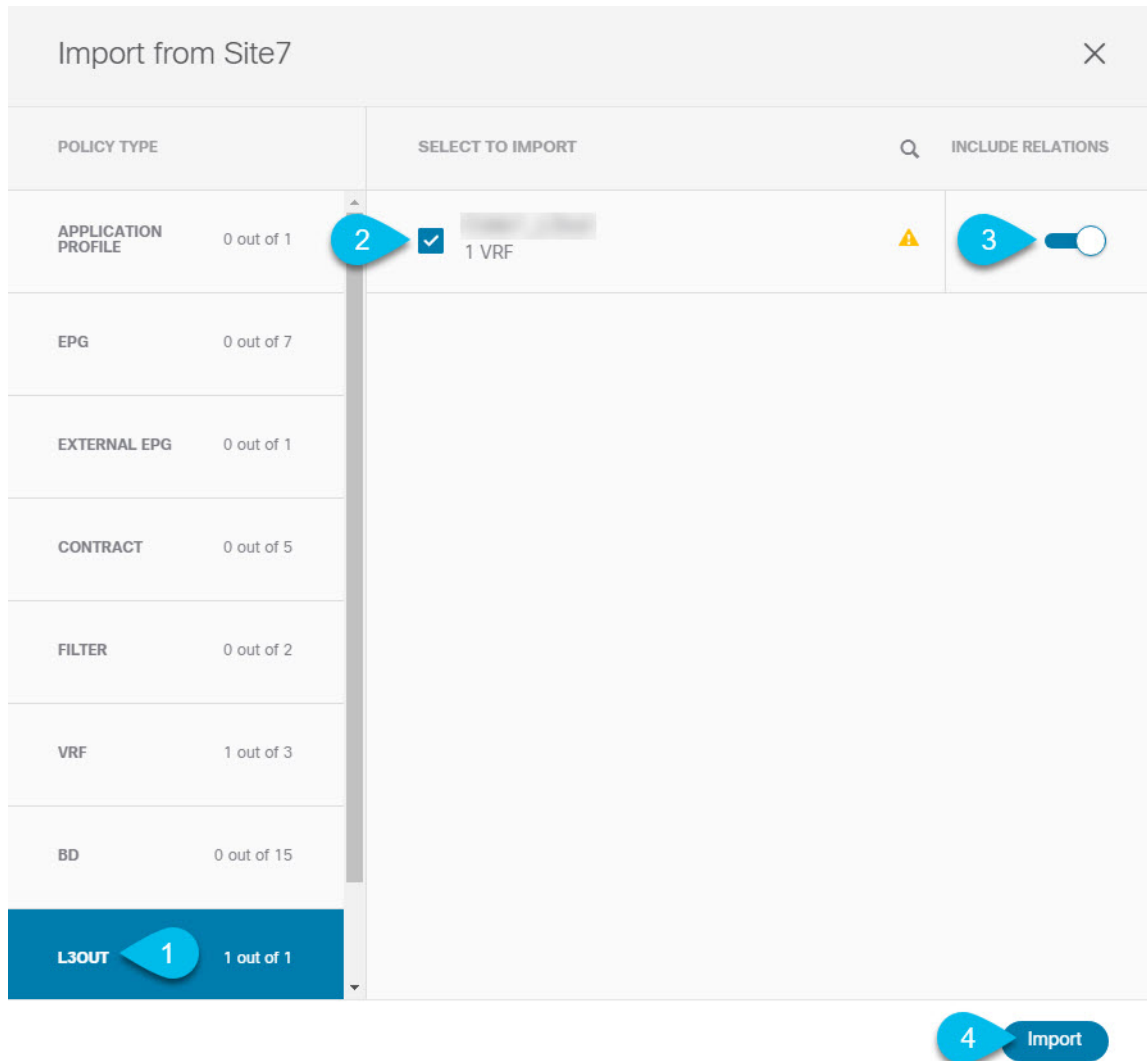 Import from Site7
POLICY TYPE
SELECT TO IMPORT
INCLUDE RELATIONS
APPLICATION
PROFILE
0 out of 1
2
1 VRF
3
EPG
0 out of 7
EXTERNAL EPG
0 out of 1
CONTRACT
0 out of 5
FILTER
0 out of 2
VRF
1 out of 3
BD
0 out of 15
L3OUT
1
1 out of 1
4
Import